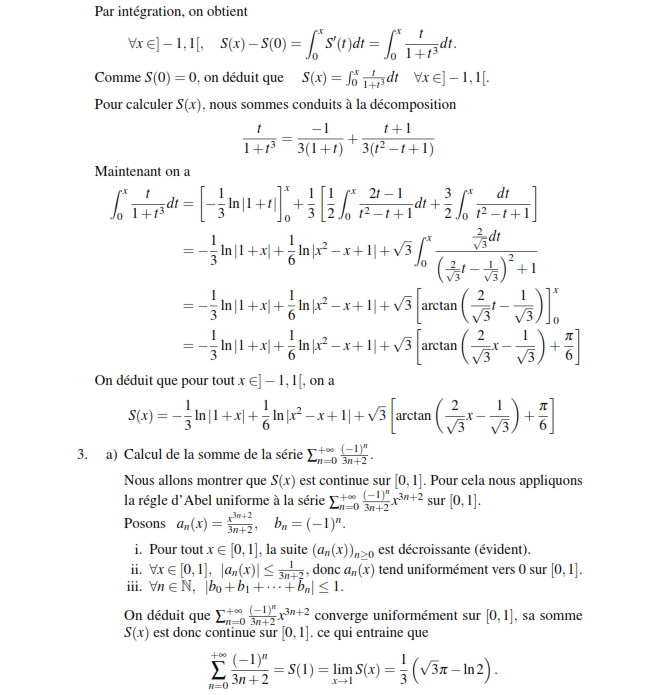 Par intégration, on obtient
∀x ∈] − 1, 1[, S(x) − S(0) = ∫₀ˣ S′(t)dt = ∫₀ˣ t/(1+t³) dt.
Comme S(0) = 0, on déduit que S(x) = ∫₀ˣ t/(1+t³) dt ∀x ∈] − 1, 1[.
Pour calculer S(x), nous sommes conduits à la décomposition
t/(1+t³) = −1/(3(1+t)) + (t+1)/(3(t²−t+1))
Maintenant on a
∫₀ˣ t/(1+t³) dt = [−1/3 ln|1+t|]₀ˣ + 1/3 [1/2 ∫₀ˣ (2t−1)/(t²−t+1) dt + 3/2 ∫₀ˣ dt/(t²−t+1)]
= −1/3 ln|1+x| + 1/6 ln|x²−x+1| + √3 ∫₀ˣ (2/√3 dt)/((2/√3 t − 1/√3)² + 1)
= −1/3 ln|1+x| + 1/6 ln|x²−x+1| + √3 [arctan(2/√3 t − 1/√3)]₀ˣ
= −1/3 ln|1+x| + 1/6 ln|x²−x+1| + √3 [arctan(2/√3 x − 1/√3) + π/6]
On déduit que pour tout x ∈] − 1, 1[, on a
S(x) = −1/3 ln|1+x| + 1/6 ln|x²−x+1| + √3 [arctan(2/√3 x − 1/√3) + π/6]
3. a) Calcul de la somme de la série ∑ₙ₌₀⁺∞ (−1)ⁿ/(3n+2).
Nous allons montrer que S(x) est continue sur [0, 1]. Pour cela nous appliquons
la régle d'Abel uniforme à la série ∑ₙ₌₀⁺∞ (−1)ⁿ/(3n+2) x³ⁿ⁺² sur [0, 1].
Posons aₙ(x) = x³ⁿ⁺²/(3n+2), bₙ = (−1)ⁿ.
i. Pour tout x ∈ [0, 1], la suite (aₙ(x))ₙ≥₀ est décroissante (évident).
ii. ∀x ∈ [0, 1], |aₙ(x)| ≤ 1/(3n+2), donc aₙ(x) tend uniformément vers 0 sur [0, 1].
iii. ∀n ∈ ℕ, |b₀ + b₁ + ⋯ + bₙ| ≤ 1.
On déduit que ∑ₙ₌₀⁺∞ (−1)ⁿ/(3n+2) x³ⁿ⁺² converge uniformément sur [0, 1], sa somme
S(x) est donc continue sur [0, 1]. ce qui entraine que
∑ₙ₌₀⁺∞ (−1)ⁿ/(3n+2) = S(1) = lim x→1 S(x) = 1/3 (√3π − ln 2).